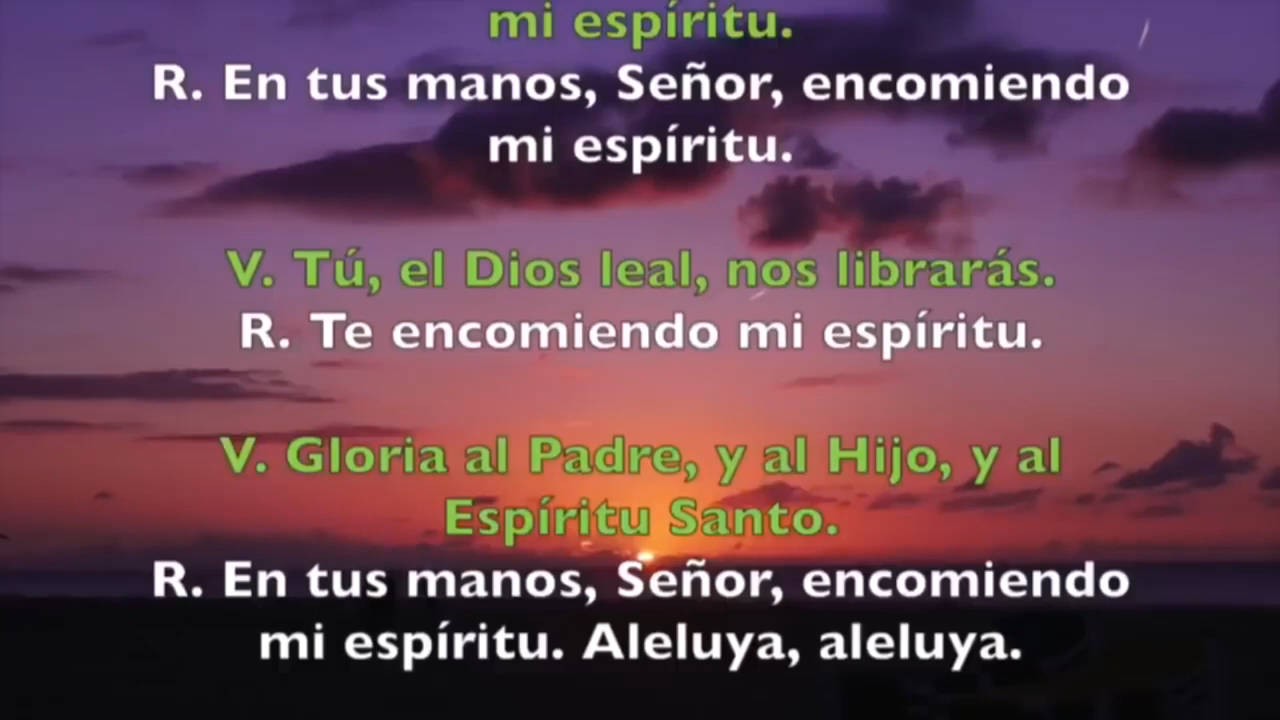 mi espíritu.
R. En tus manos, Señor, encomiendo
mi espíritu.
V. Tú, el Dios leal, nos librarás.
R. Te encomiendo mi espíritu.
V. Gloria al Padre, y al Hijo, y al
Espíritu Santo.
R. En tus manos, Señor, encomiendo
mi espíritu. Aleluya, aleluya.